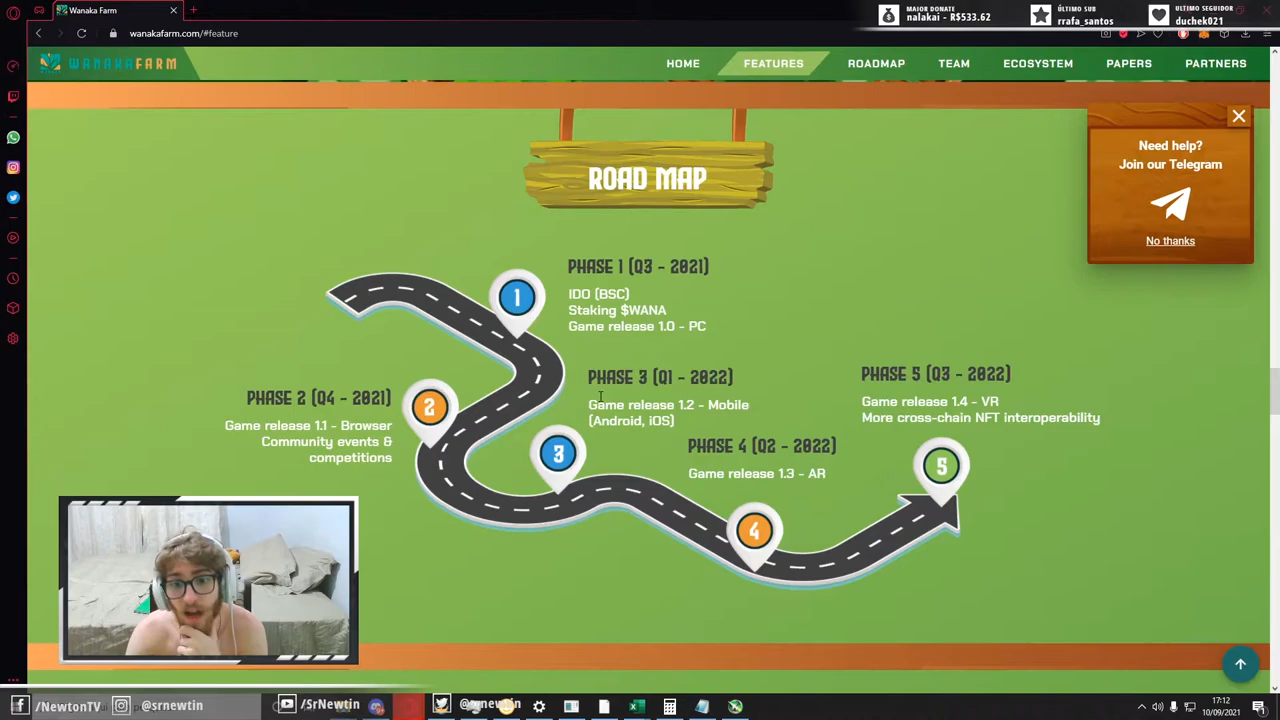 Wanaka Farm
MAIOR DONATE
nalakai - R$533.62
ÚLTIMO SUB
rrafa_santos
ÚLTIMO SEGUIDOR
duchek021
wanakafarm.com/#feature
WANAKAFARM
HOME
FEATURES
ROADMAP
TEAM
ECOSYSTEM
PAPERS
PARTNERS
Need help?
Join our Telegram
No thanks
ROAD MAP
PHASE 1 (Q3 - 2021)
IDO (BSC)
Staking $WANA
Game release 1.0 - PC
1
PHASE 2 (Q4 - 2021)
Game release 1.1 - Browser
Community events &
competitions
2
PHASE 3 (Q1 - 2022)
Game release 1.2 - Mobile
(Android, iOS)
3
PHASE 4 (Q2 - 2022)
Game release 1.3 - AR
4
PHASE 5 (Q3 - 2022)
Game release 1.4 - VR
More cross-chain NFT interoperability
5
/NewtonTV
@srnewtin
/SrNewtin
@srnewtin
17:12
10/09/2021